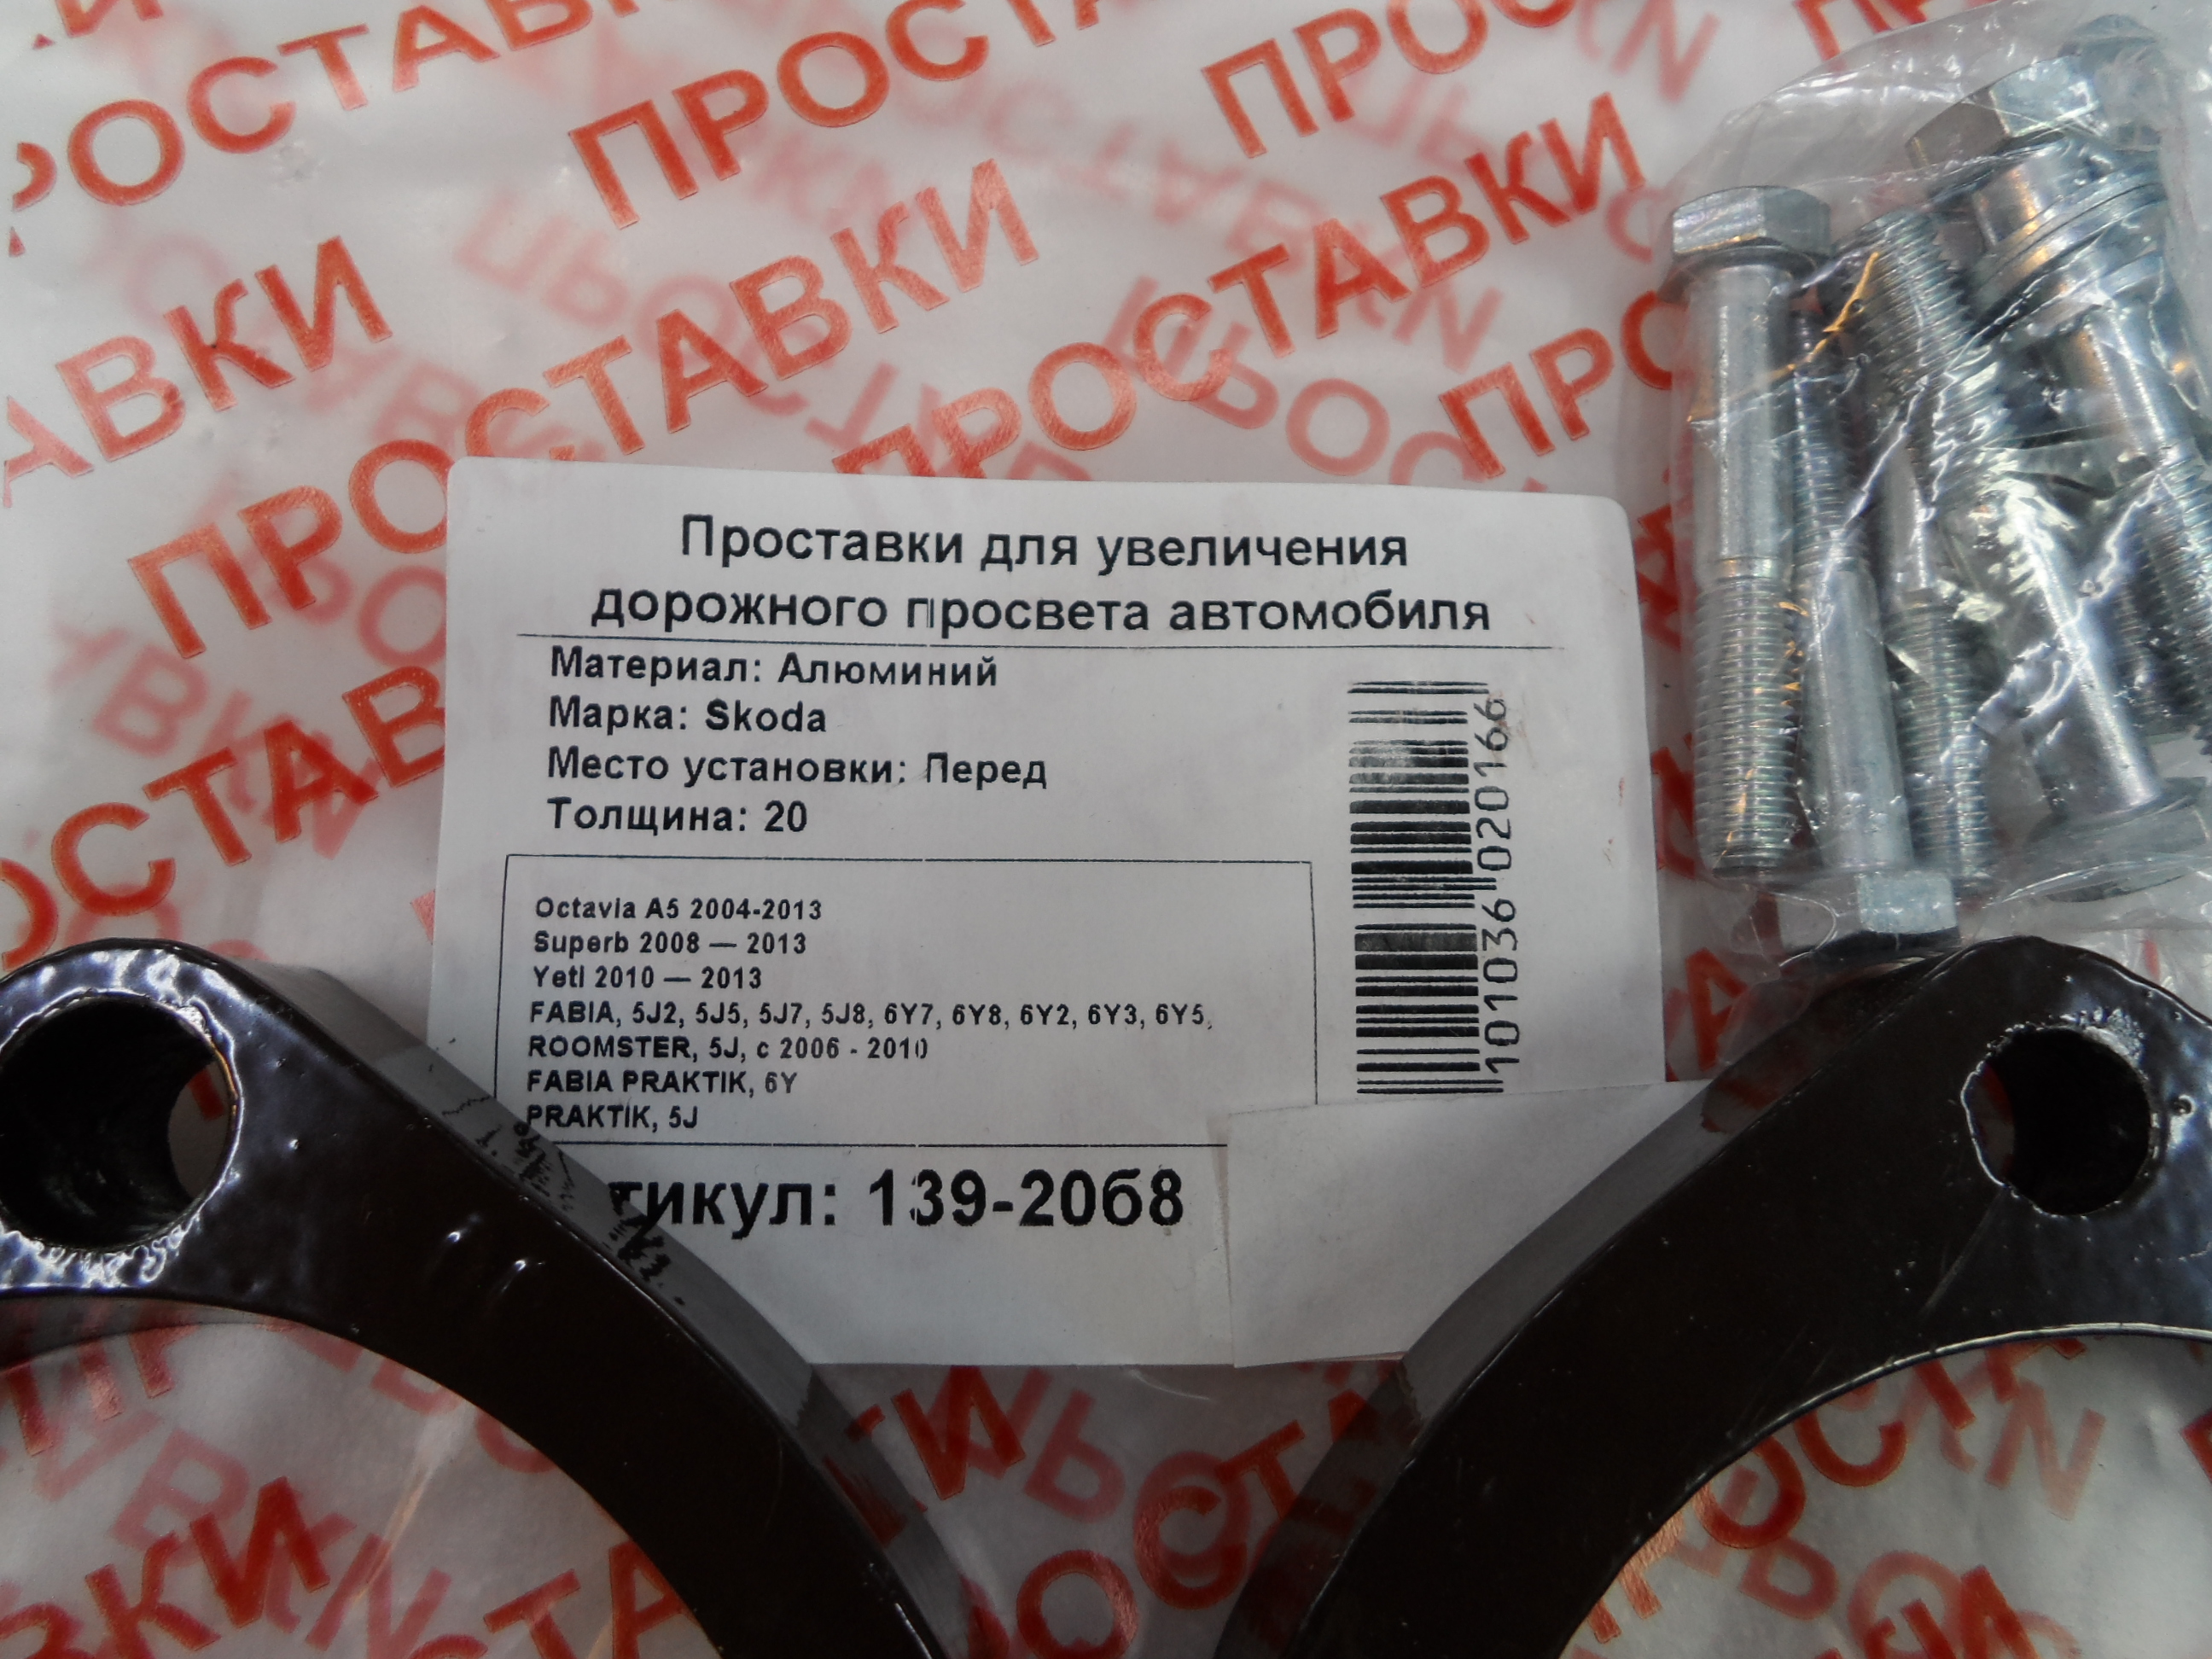 ПРОСТАВКИ
ПРОСТАВКИ
ПРОСТАВКИ
Проставки для увеличения
дорожного просвета автомобиля
Материал: Алюминий
Марка: Skoda
Место установки: Перед
Толщина: 20
Octavia A5 2004-2013
Superb 2008 — 2013
Yeti 2010 — 2013
FABIA, 5J2, 5J5, 5J7, 5J8, 6Y7, 6Y8, 6Y2, 6Y3, 6Y5,
ROOMSTER, 5J, с 2006 - 2010
FABIA PRAKTIK, 6Y
PRAKTIK, 5J
тикул: 139-2068
101036 020166